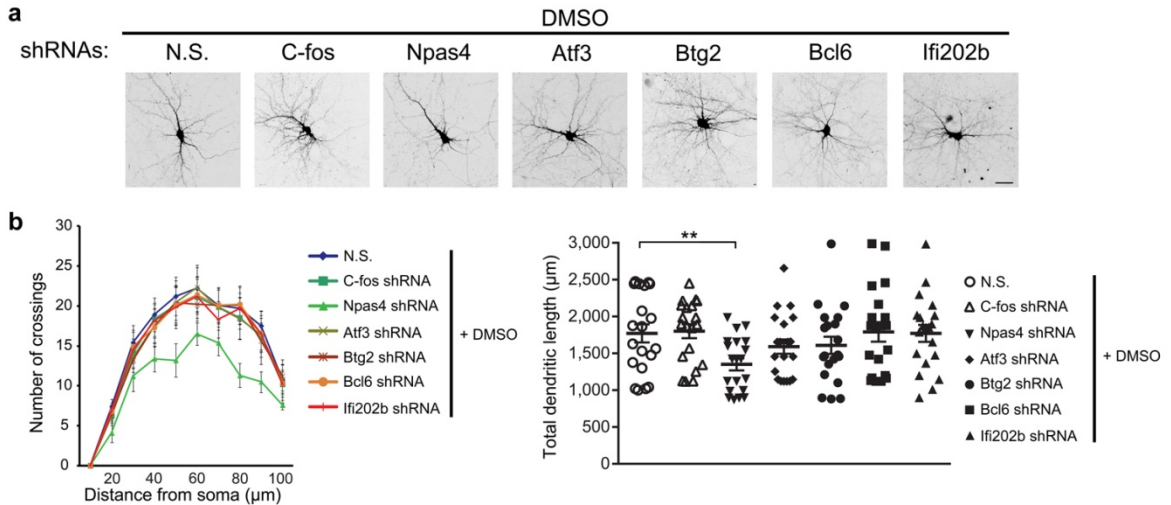 a
DMSO
shRNAs: N.S. C-fos Npas4 Atf3 Btg2 Bcl6 Ifi202b
b
Number of crossings
30
25
20
15
10
5
0
20 40 60 80 100
Distance from soma (µm)
N.S.
C-fos shRNA
Npas4 shRNA
Atf3 shRNA
Btg2 shRNA
Bcl6 shRNA
Ifi202b shRNA
+ DMSO
Total dendritic length (µm)
3,000
2,500
2,000
1,500
1,000
500
0
**
N.S.
C-fos shRNA
Npas4 shRNA
Atf3 shRNA
Btg2 shRNA
Bcl6 shRNA
Ifi202b shRNA
+ DMSO